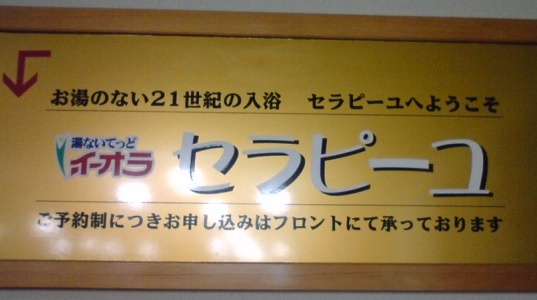 お湯のない21世紀の入浴　セラピーユへようこそ
湯ないてっど
イーオラ
セラピーユ
ご予約制につきお申し込みはフロントにて承っております